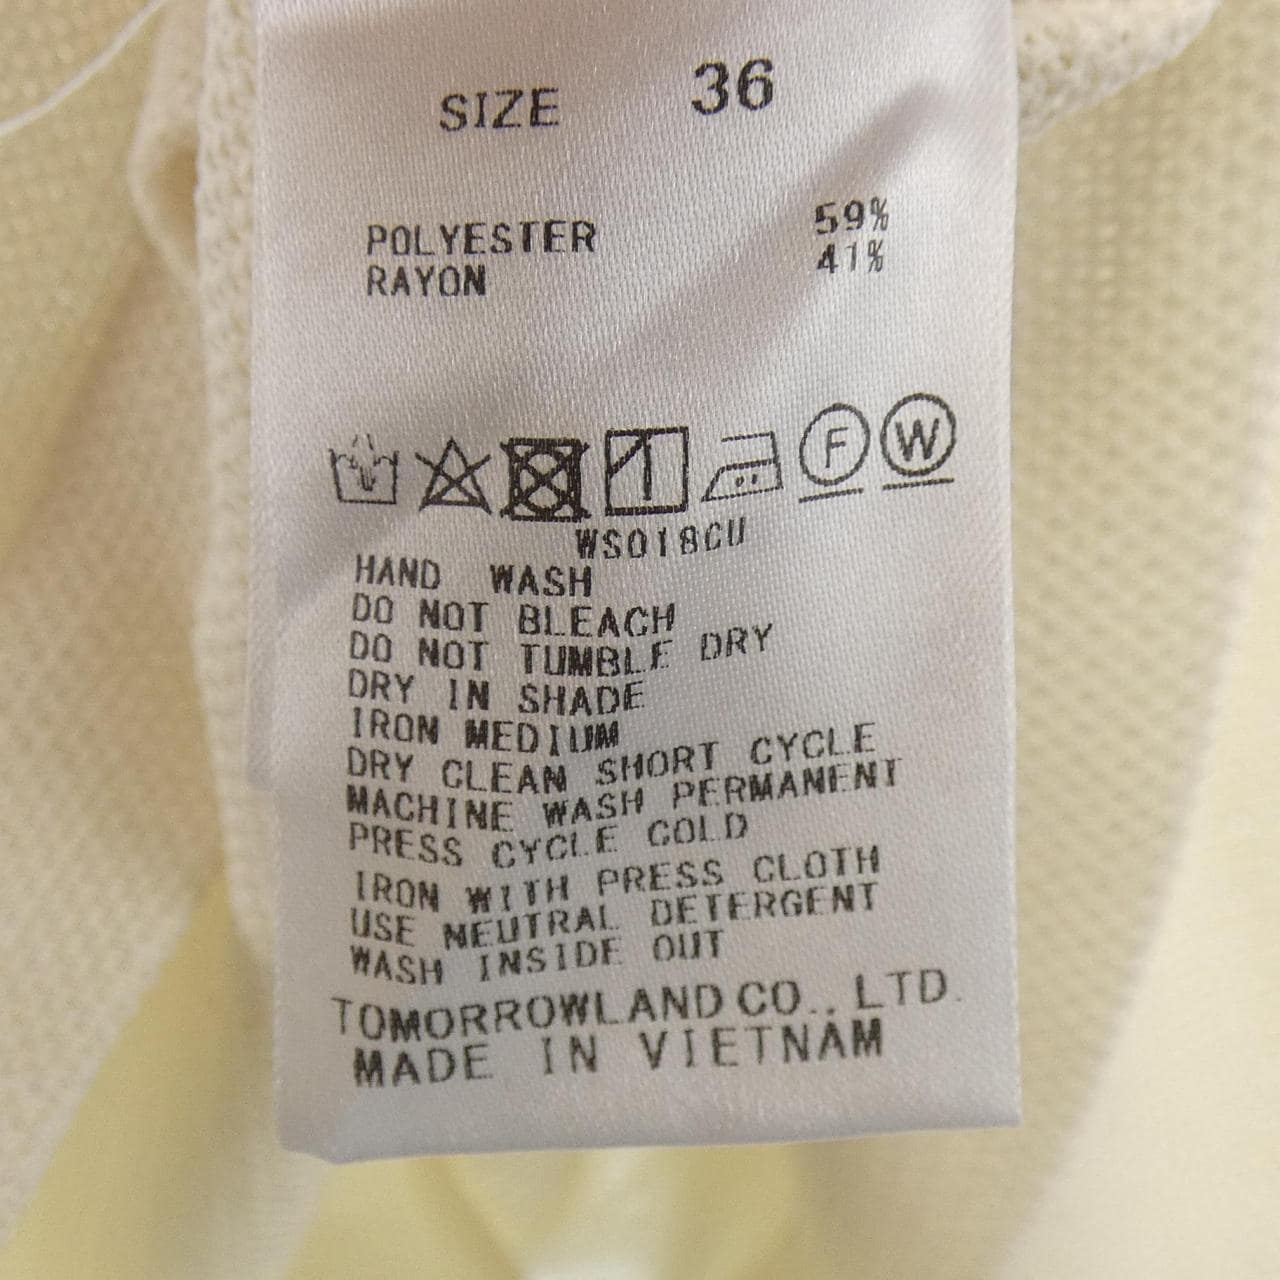 SIZE 36
POLYESTER 59%
RAYON 41%
F W
WS018CU
HAND WASH
DO NOT BLEACH
DO NOT TUMBLE DRY
DRY IN SHADE
IRON MEDIUM
DRY CLEAN SHORT CYCLE
MACHINE WASH PERMANENT
PRESS CYCLE COLD
IRON WITH PRESS CLOTH
USE NEUTRAL DETERGENT
WASH INSIDE OUT
TOMORROWLAND CO., LTD.
MADE IN VIETNAM